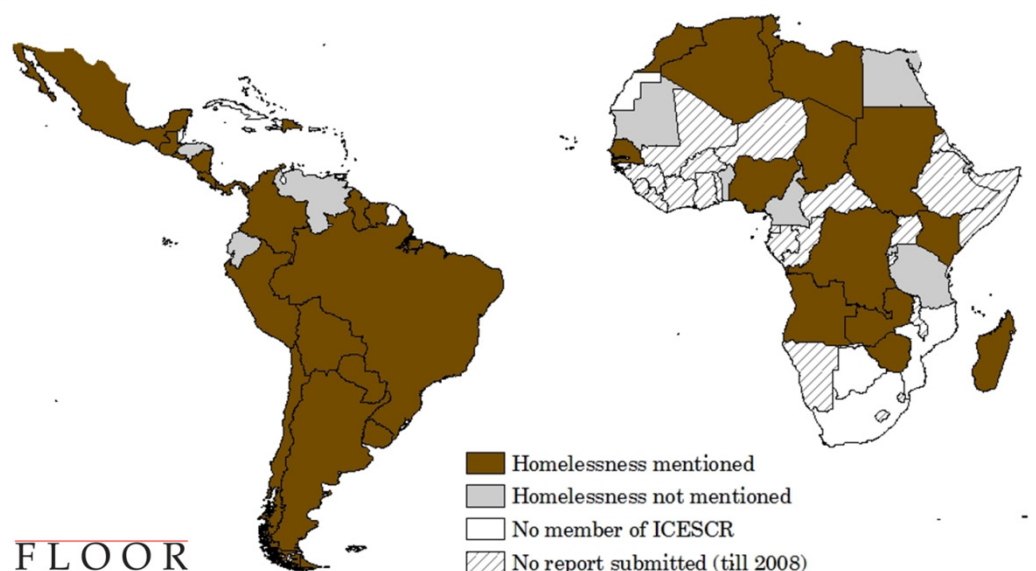 Homelessness mentioned
Homelessness not mentioned
No member of ICESCR
No report submitted (till 2008)
FLOOR